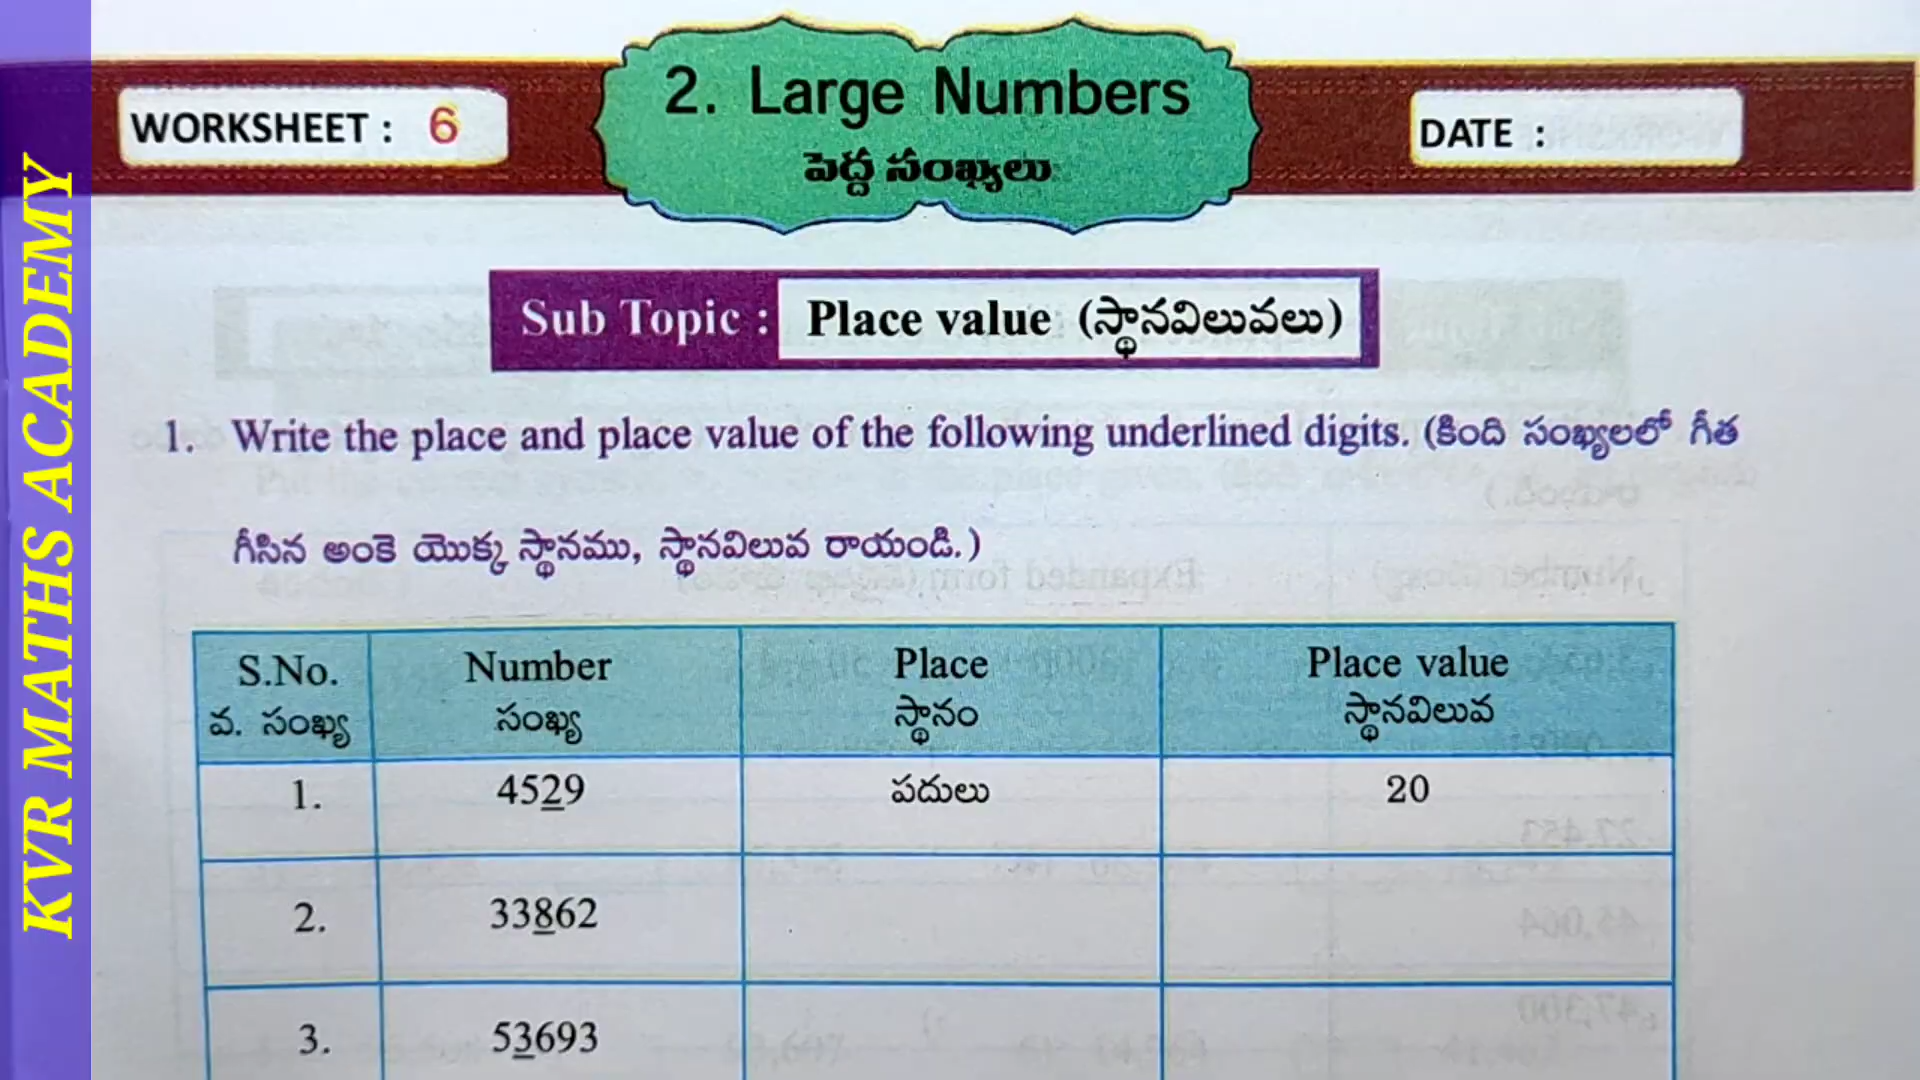 KVR MATHS ACADEMY
WORKSHEET : 6
2. Large Numbers
పెద్ద సంఖ్యలు
DATE :
Sub Topic : Place value (స్థానవిలువలు)
1. Write the place and place value of the following underlined digits. (కింది సంఖ్యలలో గీత
గీసిన అంకె యొక్క స్థానము, స్థానవిలువ రాయండి.)
S.No. Number Place Place value
వ. సంఖ్య సంఖ్య స్థానం స్థానవిలువ
1. 4529 పదులు 20
2. 33862
3. 53693